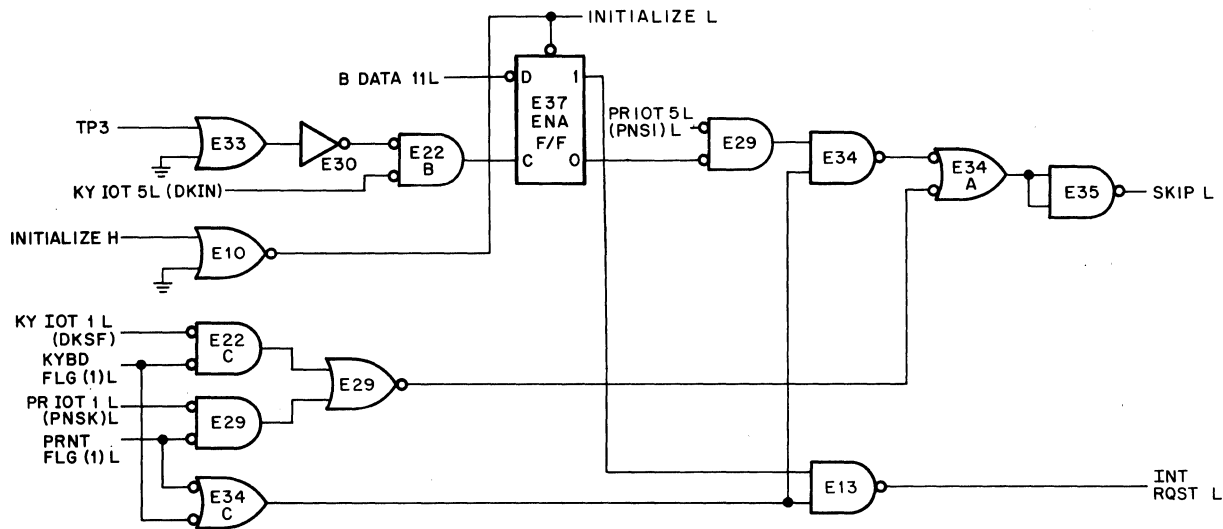 INITIALIZE L
B DATA 11L
D 1
E37
ENA
F/F
C 0
TP3
E33
E30
E22
B
KY IOT 5L (DKIN)
PR IOT 5L
(PNSI) L
E29
E34
E34
A
E35
SKIP L
INITIALIZE H
E10
KY IOT 1 L
(DKSF)
KYBD
FLG (1) L
E22
C
E29
PR IOT 1 L
(PNSK) L
E29
PRNT
FLG (1) L
E34
C
E13
INT
RQST L